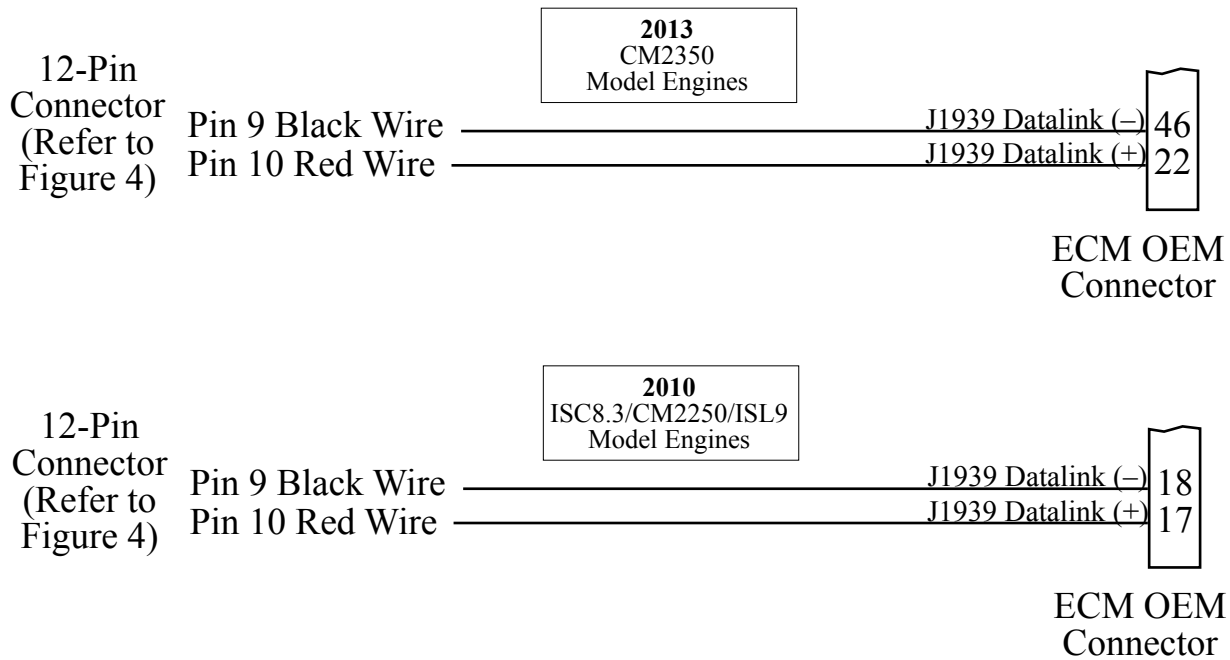 2013
CM2350
Model Engines
12-Pin
Connector
(Refer to
Figure 4)
Pin 9 Black Wire
Pin 10 Red Wire
J1939 Datalink (–)
J1939 Datalink (+)
46
22
ECM OEM
Connector
2010
ISC8.3/CM2250/ISL9
Model Engines
12-Pin
Connector
(Refer to
Figure 4)
Pin 9 Black Wire
Pin 10 Red Wire
J1939 Datalink (–)
J1939 Datalink (+)
18
17
ECM OEM
Connector